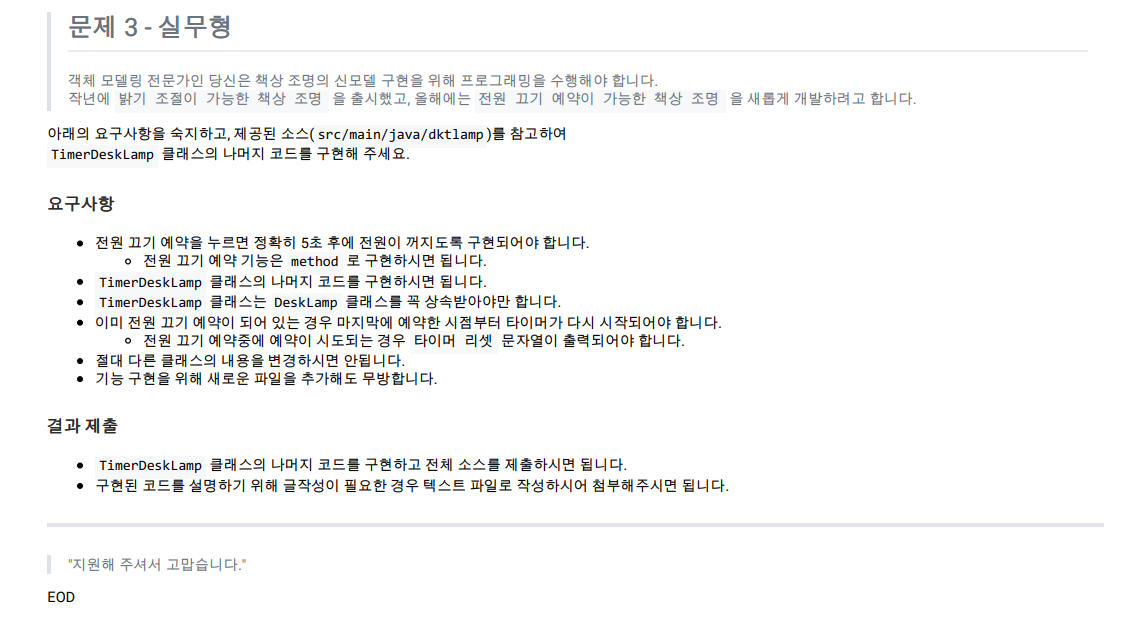 문제 3 - 실무형
객체 모델링 전문가인 당신은 책상 조명의 신모델 구현을 위해 프로그래밍을 수행해야 합니다.
작년에 밝기 조절이 가능한 책상 조명 을 출시했고, 올해에는 전원 끄기 예약이 가능한 책상 조명 을 새롭게 개발하려고 합니다.
아래의 요구사항을 숙지하고, 제공된 소스(src/main/java/dktlamp)를 참고하여
TimerDeskLamp 클래스의 나머지 코드를 구현해 주세요.
요구사항
전원 끄기 예약을 누르면 정확히 5초 후에 전원이 꺼지도록 구현되어야 합니다.
전원 끄기 예약 기능은 method 로 구현하시면 됩니다.
TimerDeskLamp 클래스의 나머지 코드를 구현하시면 됩니다.
TimerDeskLamp 클래스는 DeskLamp 클래스를 꼭 상속받아야만 합니다.
이미 전원 끄기 예약이 되어 있는 경우 마지막에 예약한 시점부터 타이머가 다시 시작되어야 합니다.
전원 끄기 예약중에 예약이 시도되는 경우 타이머 리셋 문자열이 출력되어야 합니다.
절대 다른 클래스의 내용을 변경하시면 안됩니다.
기능 구현을 위해 새로운 파일을 추가해도 무방합니다.
결과 제출
TimerDeskLamp 클래스의 나머지 코드를 구현하고 전체 소스를 제출하시면 됩니다.
구현된 코드를 설명하기 위해 글작성이 필요한 경우 텍스트 파일로 작성하시어 첨부해주시면 됩니다.
"지원해 주셔서 고맙습니다."
EOD